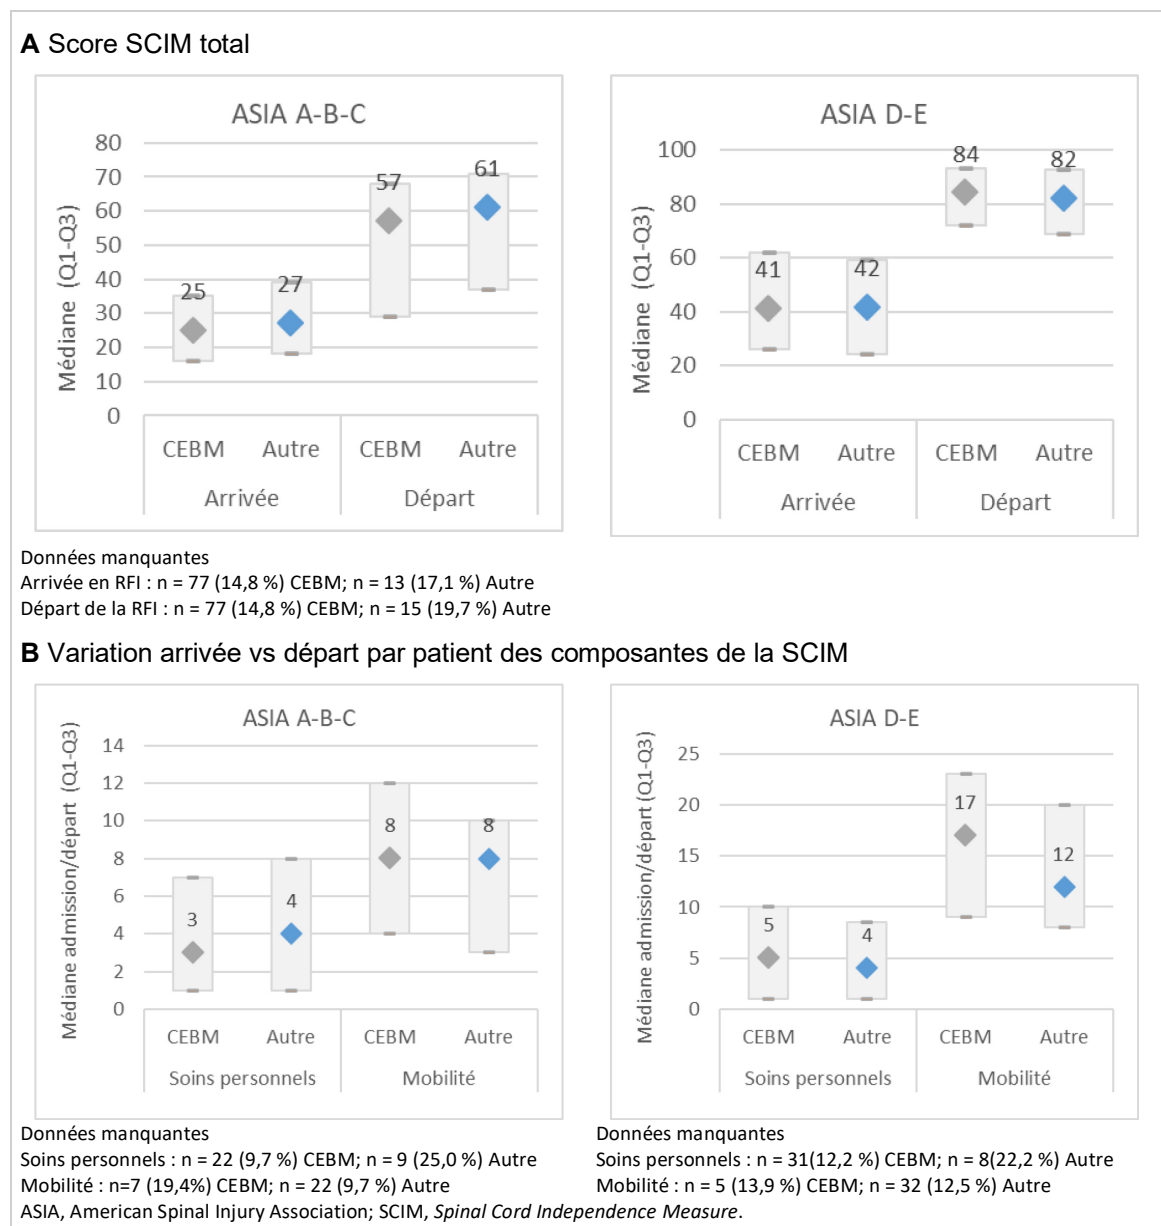 A Score SCIM total
ASIA A-B-C
Médiane (Q1-Q3)
80
70
60
50
40
30
20
10
0
25
27
57
61
CEBM Autre CEBM Autre
Arrivée Départ
ASIA D-E
Médiane (Q1-Q3)
100
80
60
40
20
0
41
42
84
82
CEBM Autre CEBM Autre
Arrivée Départ
Données manquantes
Arrivée en RFI : n = 77 (14,8 %) CEBM; n = 13 (17,1 %) Autre
Départ de la RFI : n = 77 (14,8 %) CEBM; n = 15 (19,7 %) Autre
B Variation arrivée vs départ par patient des composantes de la SCIM
ASIA A-B-C
Médiane admission/départ (Q1-Q3)
14
12
10
8
6
4
2
0
3
4
8
8
CEBM Autre CEBM Autre
Soins personnels Mobilité
ASIA D-E
Médiane admission/départ (Q1-Q3)
25
20
15
10
5
0
5
4
17
12
CEBM Autre CEBM Autre
Soins personnels Mobilité
Données manquantes
Soins personnels : n = 22 (9,7 %) CEBM; n = 9 (25,0 %) Autre
Mobilité : n=7 (19,4%) CEBM; n = 22 (9,7 %) Autre
Données manquantes
Soins personnels : n = 31(12,2 %) CEBM; n = 8(22,2 %) Autre
Mobilité : n = 5 (13,9 %) CEBM; n = 32 (12,5 %) Autre
ASIA, American Spinal Injury Association; SCIM, Spinal Cord Independence Measure.